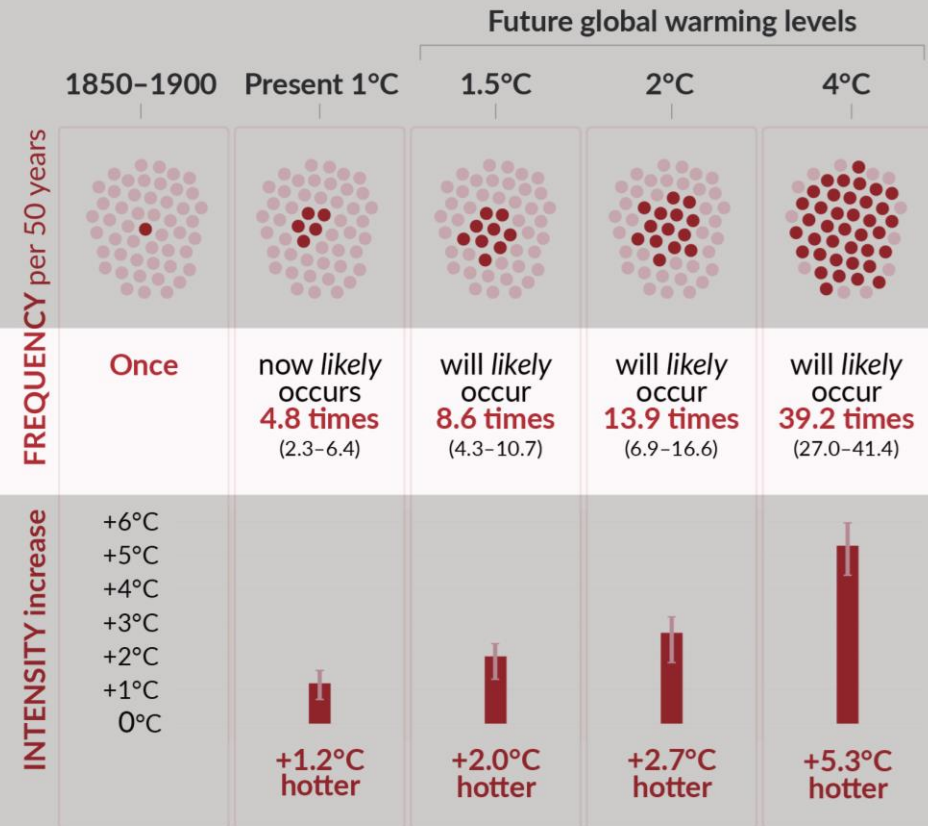 Future global warming levels
1850–1900 Present 1°C 1.5°C 2°C 4°C
FREQUENCY per 50 years
Once
now likely
occurs
4.8 times
(2.3–6.4)
will likely
occur
8.6 times
(4.3–10.7)
will likely
occur
13.9 times
(6.9–16.6)
will likely
occur
39.2 times
(27.0–41.4)
INTENSITY increase
+6°C
+5°C
+4°C
+3°C
+2°C
+1°C
0°C
+1.2°C
hotter
+2.0°C
hotter
+2.7°C
hotter
+5.3°C
hotter